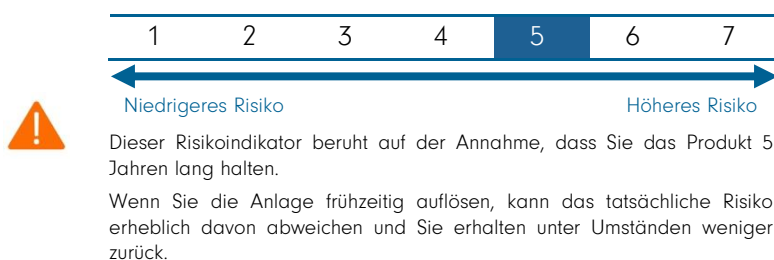 1 2 3 4 5 6 7
Niedrigeres Risiko Höheres Risiko
Dieser Risikoindikator beruht auf der Annahme, dass Sie das Produkt 5
Jahren lang halten.
Wenn Sie die Anlage frühzeitig auflösen, kann das tatsächliche Risiko
erheblich davon abweichen und Sie erhalten unter Umständen weniger
zurück.